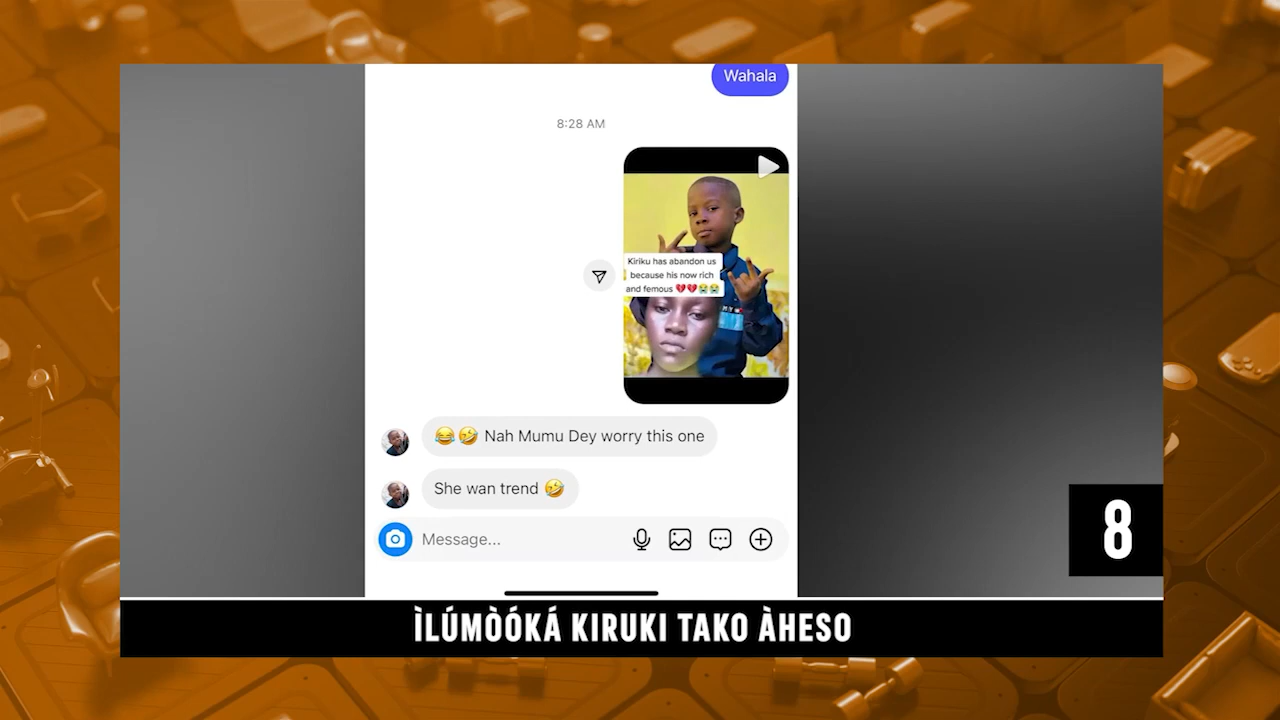 Wahala
8:28 AM
Kiriku has abandon us
because his now rich
and femous 💔💔😭😭
😂🤣 Nah Mumu Dey worry this one
She wan trend 🤣
Message...
8
ÌLÚMÒÓKÁ KIRUKI TAKO ÀHESO